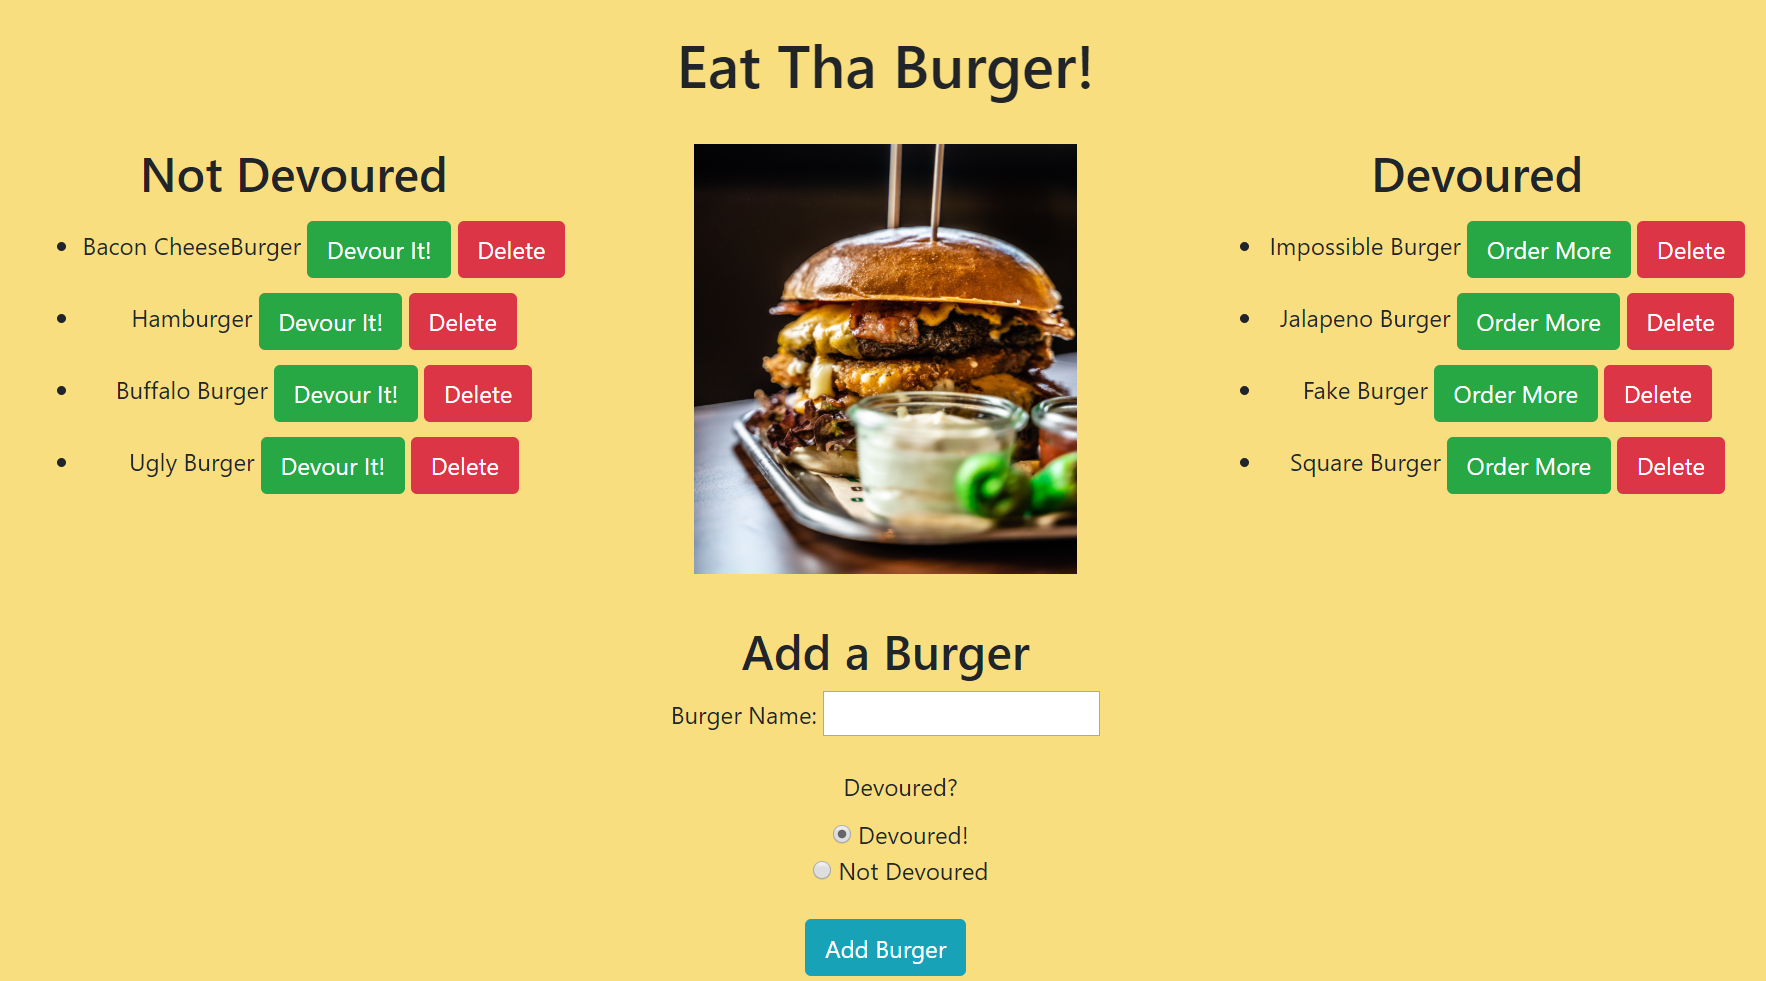 Eat Tha Burger!
Not Devoured
Bacon CheeseBurger Devour It! Delete
Hamburger Devour It! Delete
Buffalo Burger Devour It! Delete
Ugly Burger Devour It! Delete
Devoured
Impossible Burger Order More Delete
Jalapeno Burger Order More Delete
Fake Burger Order More Delete
Square Burger Order More Delete
Add a Burger
Burger Name:
Devoured?
Devoured!
Not Devoured
Add Burger